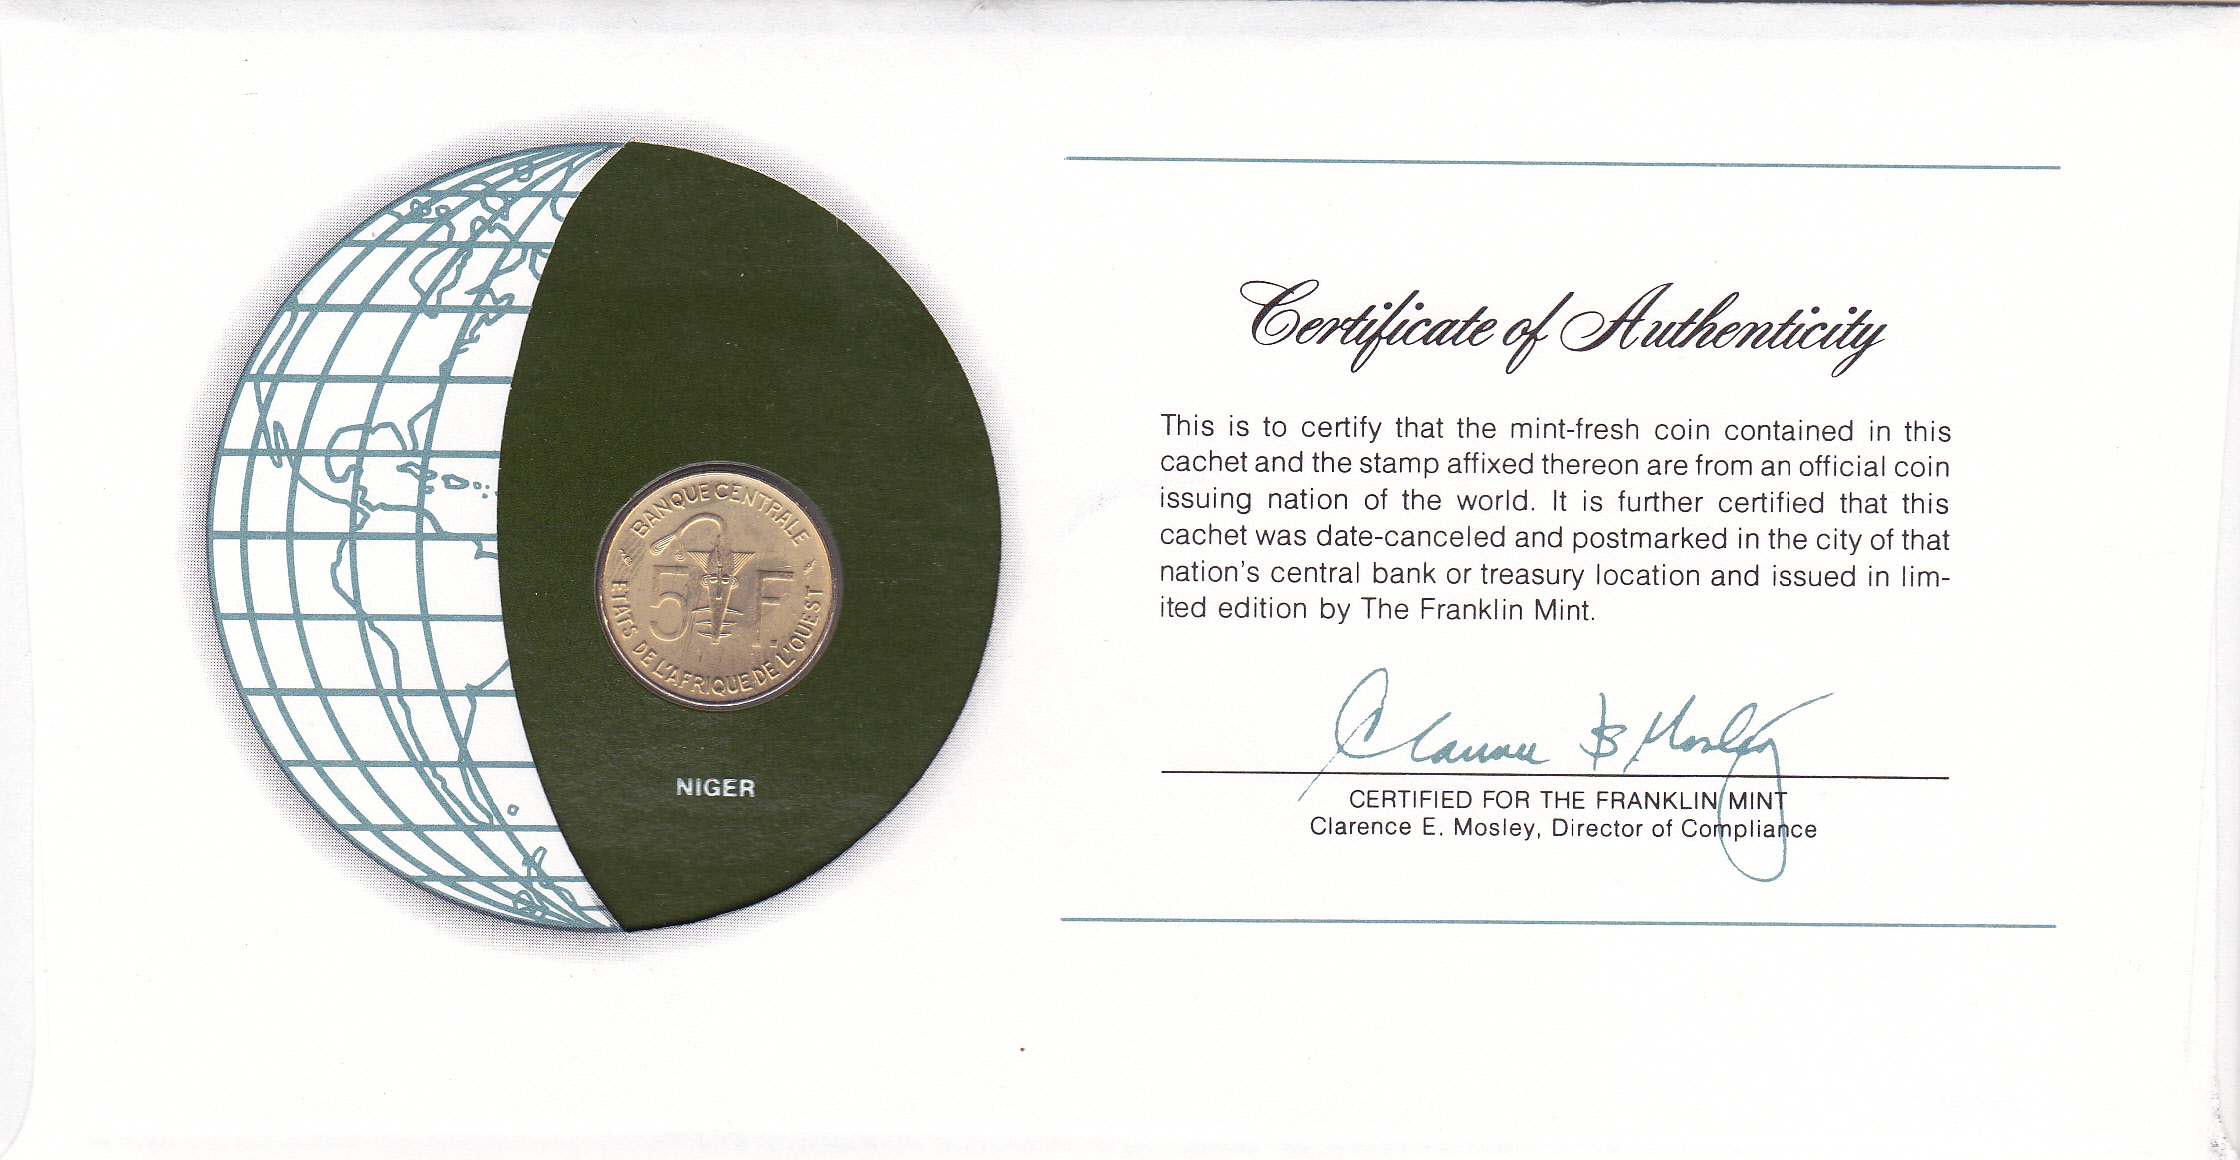 BANQUE CENTRALE
5 F
ETATS DE L'AFRIQUE DE L'OUEST
NIGER
Certificate of Authenticity
This is to certify that the mint-fresh coin contained in this
cachet and the stamp affixed thereon are from an official coin
issuing nation of the world. It is further certified that this
cachet was date-canceled and postmarked in the city of that
nation's central bank or treasury location and issued in lim-
ited edition by The Franklin Mint.
Clarence E Mosley
CERTIFIED FOR THE FRANKLIN MINT
Clarence E. Mosley, Director of Compliance